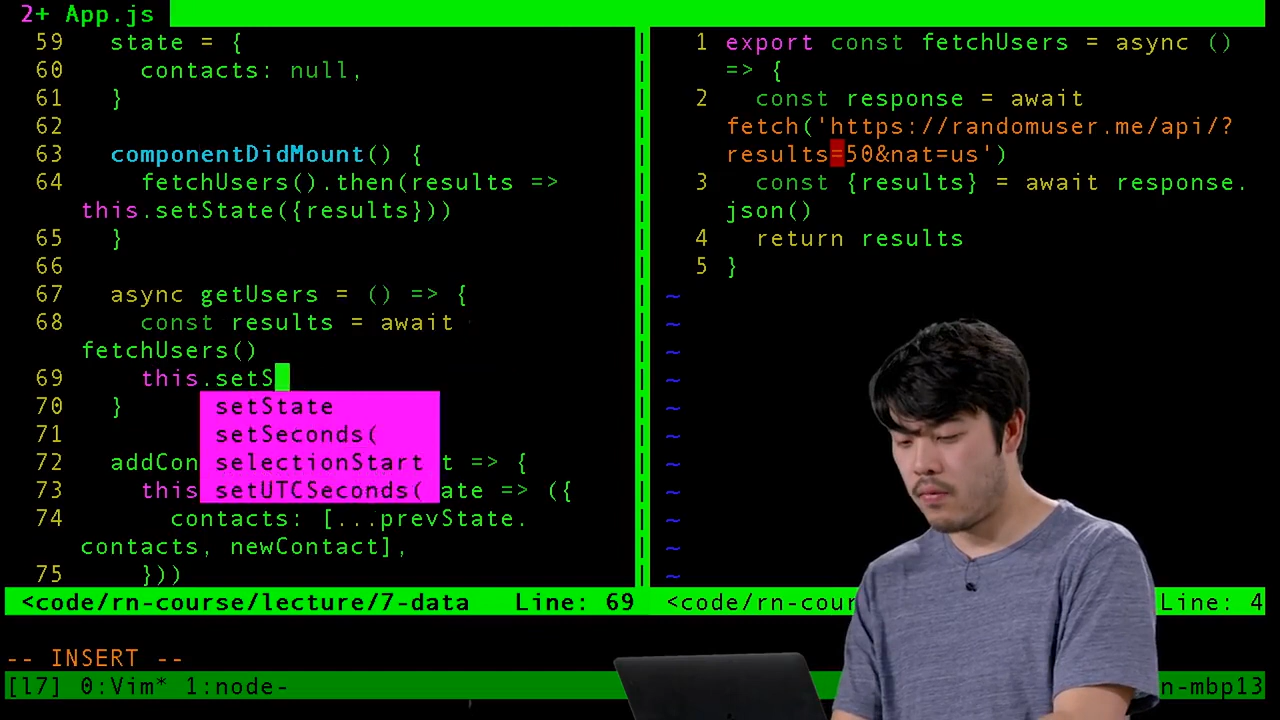 2+ App.js
59 state = {
60 contacts: null,
61 }
62
63 componentDidMount() {
64 fetchUsers().then(results =>
this.setState({results}))
65 }
66
67 async getUsers = () => {
68 const results = await
fetchUsers()
69 this.setS
70 }
71
72 addCon t => {
73 this ate => ({
74 contacts: [...prevState.
contacts, newContact],
75 }))
setState
setSeconds(
selectionStart
setUTCSeconds(
<code/rn-course/lecture/7-data Line: 69
1 export const fetchUsers = async ()
=> {
2 const response = await
fetch('https://randomuser.me/api/?
results=50&nat=us')
3 const {results} = await response.
json()
4 return results
5 }
~
~
~
~
~
~
~
~
~
~
~
<code/rn-cour Line: 4
-- INSERT --
[l7] 0:Vim* 1:node- n-mbp13